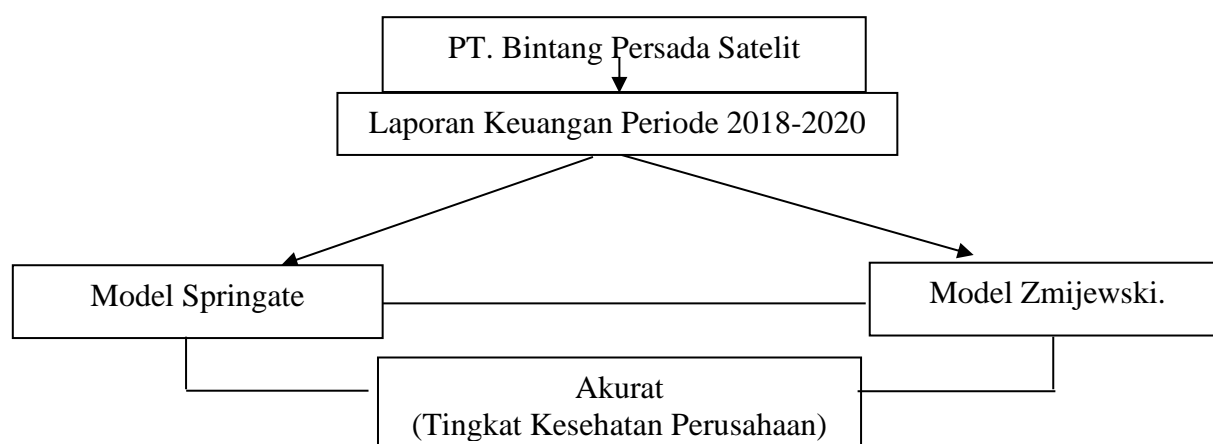 PT. Bintang Persada Satelit
Laporan Keuangan Periode 2018-2020
Model Springate
Model Zmijewski.
Akurat
(Tingkat Kesehatan Perusahaan)